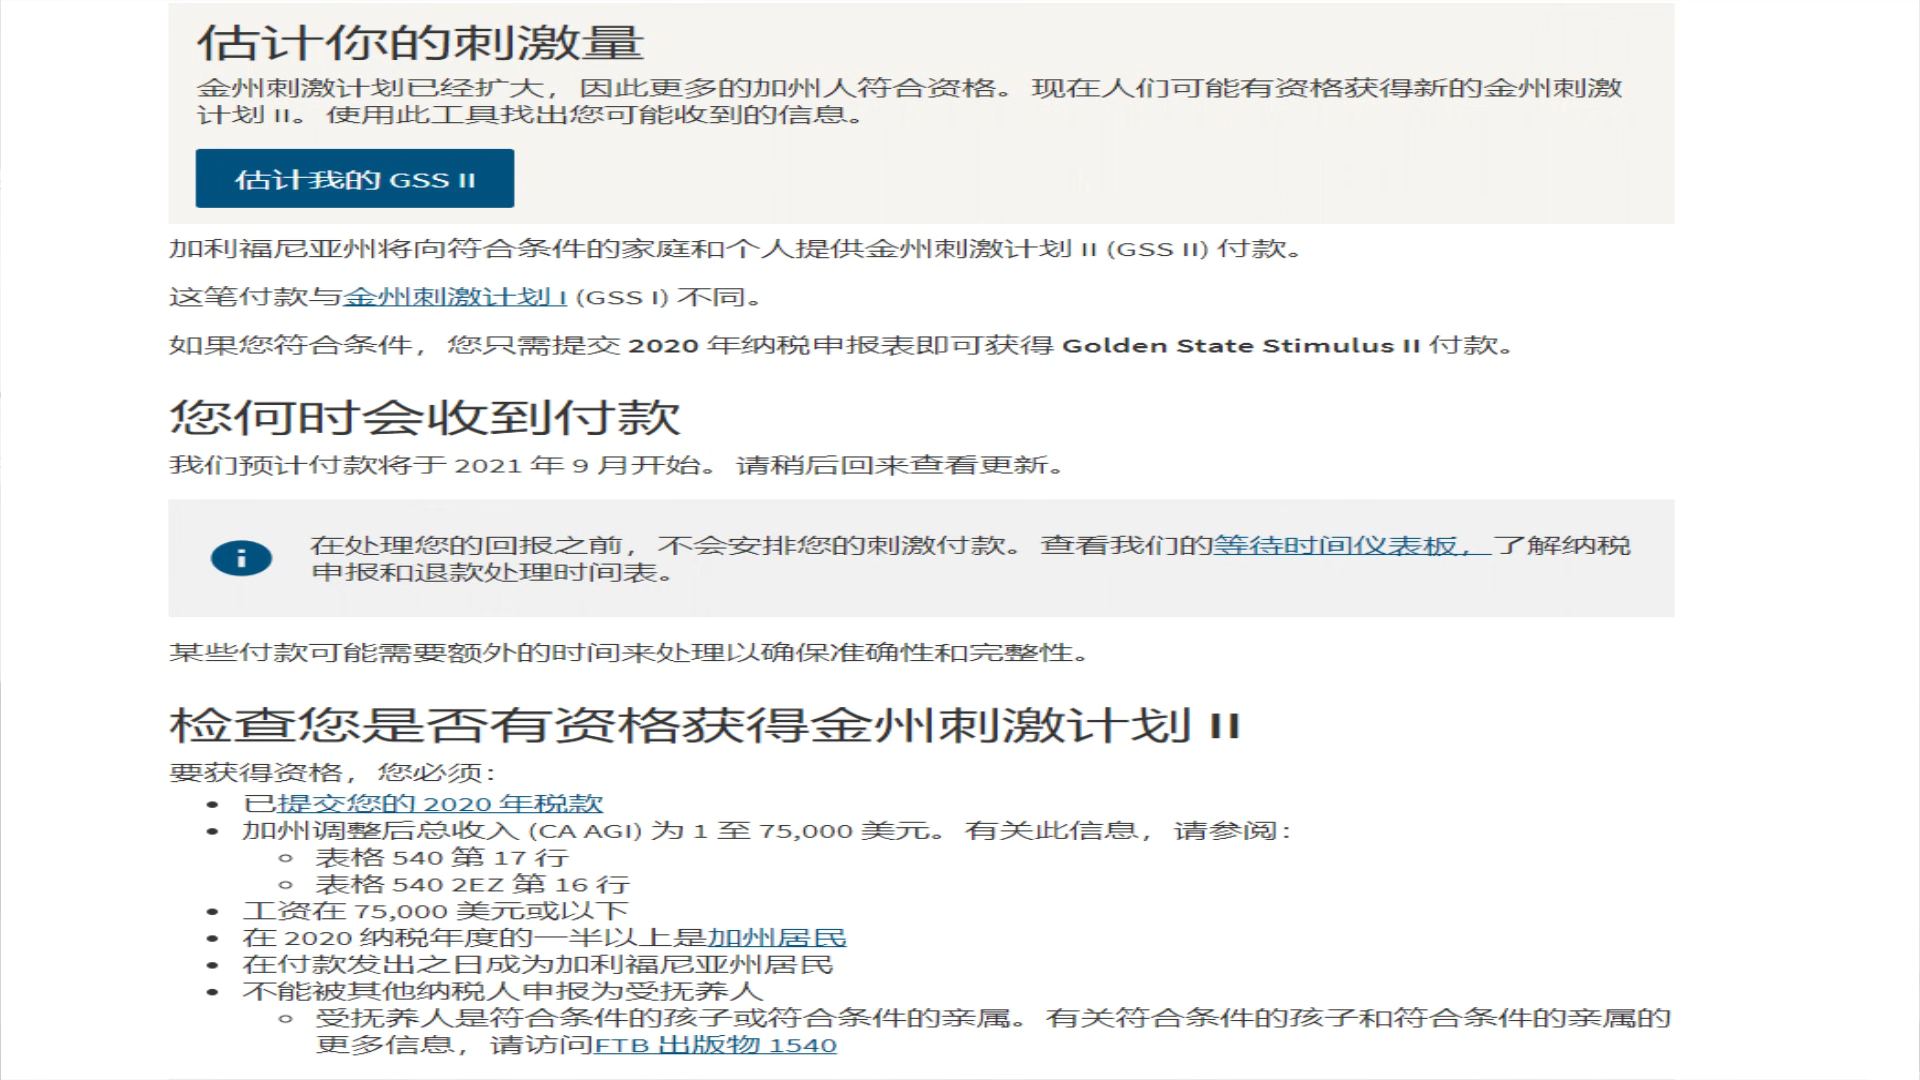 估计你的刺激量
金州刺激计划已经扩大，因此更多的加州人符合资格。现在人们可能有资格获得新的金州刺激
计划 II。 使用此工具找出您可能收到的信息。
估计我的 GSS II
加利福尼亚州将向符合条件的家庭和个人提供金州刺激计划 II (GSS II) 付款。
这笔付款与金州刺激计划 I (GSS I) 不同。
如果您符合条件，您只需提交 2020 年纳税申报表即可获得 Golden State Stimulus II 付款。
您何时会收到付款
我们预计付款将于 2021 年 9 月开始。请稍后回来查看更新。
在处理您的回报之前，不会安排您的刺激付款。查看我们的等待时间仪表板，了解纳税
申报和退款处理时间表。
某些付款可能需要额外的时间来处理以确保准确性和完整性。
检查您是否有资格获得金州刺激计划 II
要获得资格，您必须：
已提交您的 2020 年税款
加州调整后总收入 (CA AGI) 为 1 至 75,000 美元。有关此信息，请参阅：
表格 540 第 17 行
表格 540 2EZ 第 16 行
工资在 75,000 美元或以下
在 2020 纳税年度的一半以上是加州居民
在付款发出之日成为加利福尼亚州居民
不能被其他纳税人申报为受抚养人
受抚养人是符合条件的孩子或符合条件的亲属。有关符合条件的孩子和符合条件的亲属的
更多信息，请访问FTB 出版物 1540